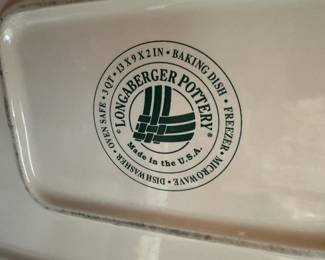 3 QT · 13 X 9 X 2 IN · BAKING DISH · FREEZER · MICROWAVE · DISHWASHER · OVEN SAFE ·
LONGABERGER POTTERY®
Made in the U.S.A.